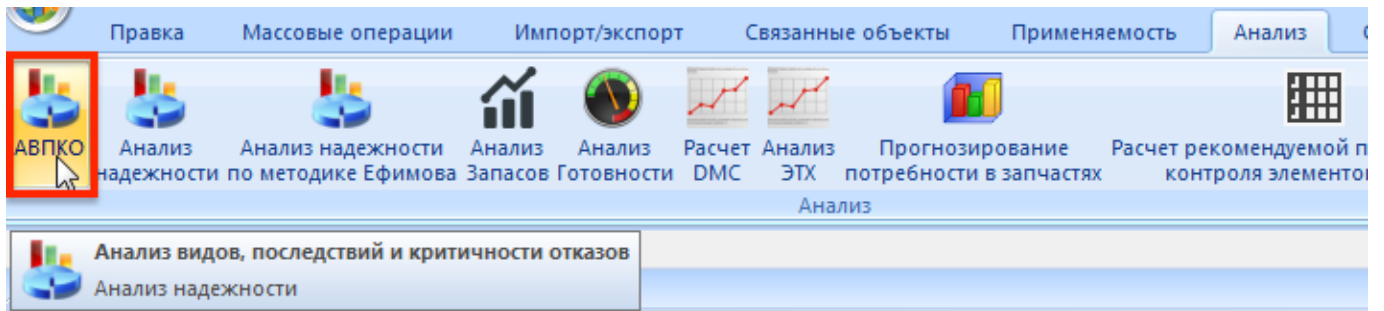 Правка Массовые операции Импорт/экспорт Связанные объекты Применяемость Анализ
АВПКО Анализ Анализ надежности Анализ Анализ Расчет Анализ Прогнозирование Расчет рекомендуемой
надежности по методике Ефимова Запасов Готовности DMC ЭТХ потребности в запчастях контроля
Анализ
Анализ видов, последствий и критичности отказов
Анализ надежности